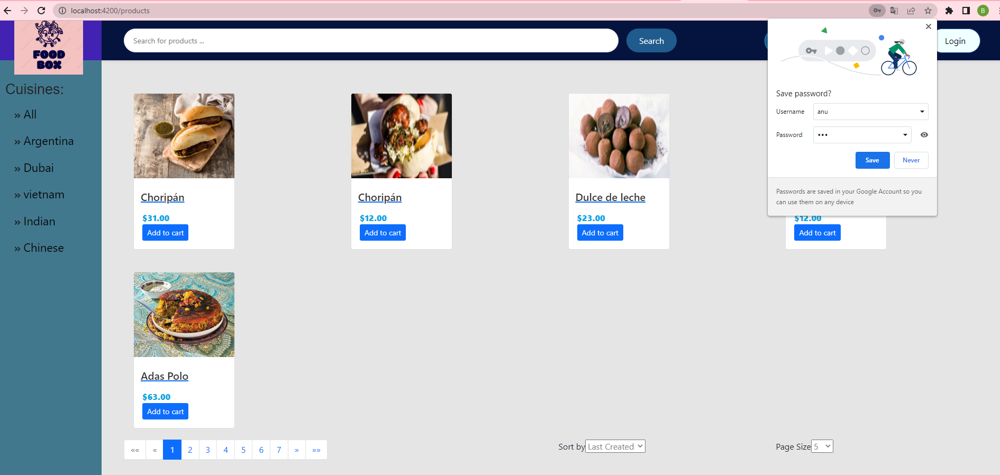 localhost:4200/products
B
FOOD
BOX
Search for products ...
Search
Login
Save password?
Username
anu
Password
•••
Save
Never
Passwords are saved in your Google Account so you
can use them on any device
Cuisines:
» All
» Argentina
» Dubai
» vietnam
» Indian
» Chinese
Choripán
$31.00
Add to cart
Choripán
$12.00
Add to cart
Dulce de leche
$23.00
Add to cart
$12.00
Add to cart
Adas Polo
$63.00
Add to cart
«« « 1 2 3 4 5 6 7 » »»
Sort by Last Created
Page Size 5